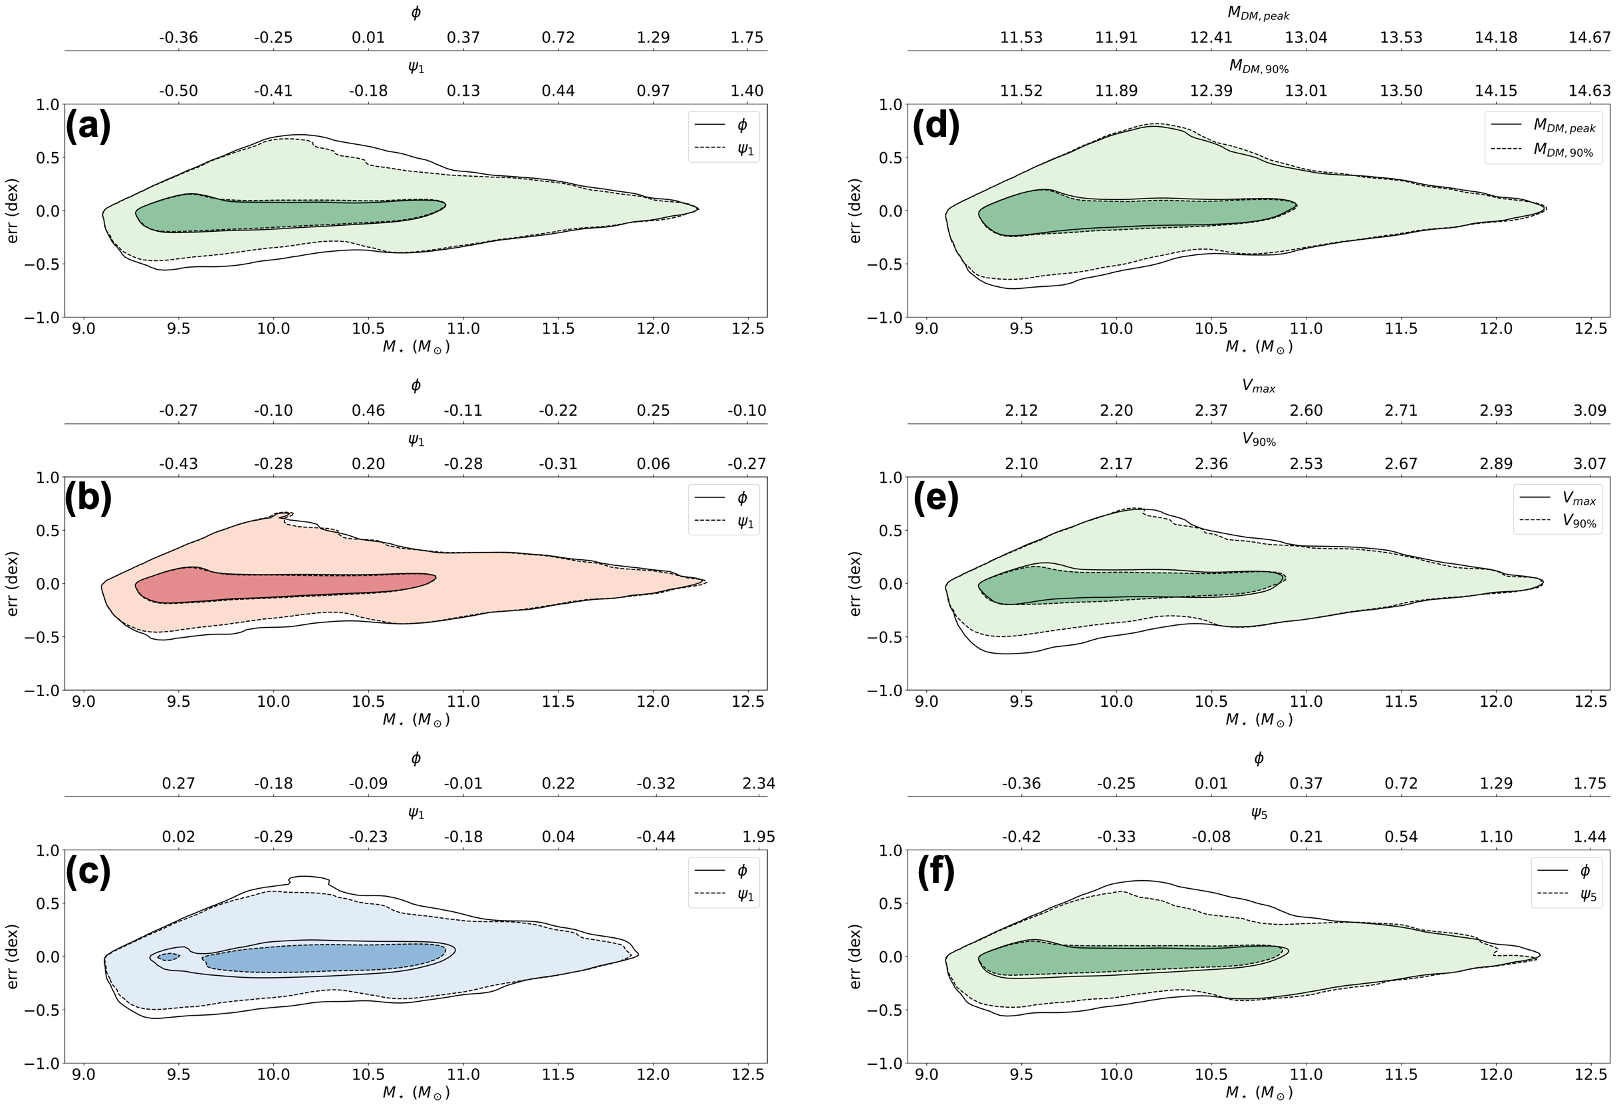 ϕ
-0.36 -0.25 0.01 0.37 0.72 1.29 1.75
ψ1
-0.50 -0.41 -0.18 0.13 0.44 0.97 1.40
(a)
ϕ
ψ1
1.0
0.5
0.0
−0.5
−1.0
err (dex)
9.0 9.5 10.0 10.5 11.0 11.5 12.0 12.5
M⋆ (M⊙)
MDM, peak
11.53 11.91 12.41 13.04 13.53 14.18 14.67
MDM, 90%
11.52 11.89 12.39 13.01 13.50 14.15 14.63
(d)
MDM, peak
MDM, 90%
1.0
0.5
0.0
−0.5
−1.0
err (dex)
9.0 9.5 10.0 10.5 11.0 11.5 12.0 12.5
M⋆ (M⊙)
ϕ
-0.27 -0.10 0.46 -0.11 -0.22 0.25 -0.10
ψ1
-0.43 -0.28 0.20 -0.28 -0.31 0.06 -0.27
(b)
ϕ
ψ1
1.0
0.5
0.0
−0.5
−1.0
err (dex)
9.0 9.5 10.0 10.5 11.0 11.5 12.0 12.5
M⋆ (M⊙)
Vmax
2.12 2.20 2.37 2.60 2.71 2.93 3.09
V90%
2.10 2.17 2.36 2.53 2.67 2.89 3.07
(e)
Vmax
V90%
1.0
0.5
0.0
−0.5
−1.0
err (dex)
9.0 9.5 10.0 10.5 11.0 11.5 12.0 12.5
M⋆ (M⊙)
ϕ
0.27 -0.18 -0.09 -0.01 0.22 -0.32 2.34
ψ1
0.02 -0.29 -0.23 -0.18 0.04 -0.44 1.95
(c)
ϕ
ψ1
1.0
0.5
0.0
−0.5
−1.0
err (dex)
9.0 9.5 10.0 10.5 11.0 11.5 12.0 12.5
M⋆ (M⊙)
ϕ
-0.36 -0.25 0.01 0.37 0.72 1.29 1.75
ψ5
-0.42 -0.33 -0.08 0.21 0.54 1.10 1.44
(f)
ϕ
ψ5
1.0
0.5
0.0
−0.5
−1.0
err (dex)
9.0 9.5 10.0 10.5 11.0 11.5 12.0 12.5
M⋆ (M⊙)